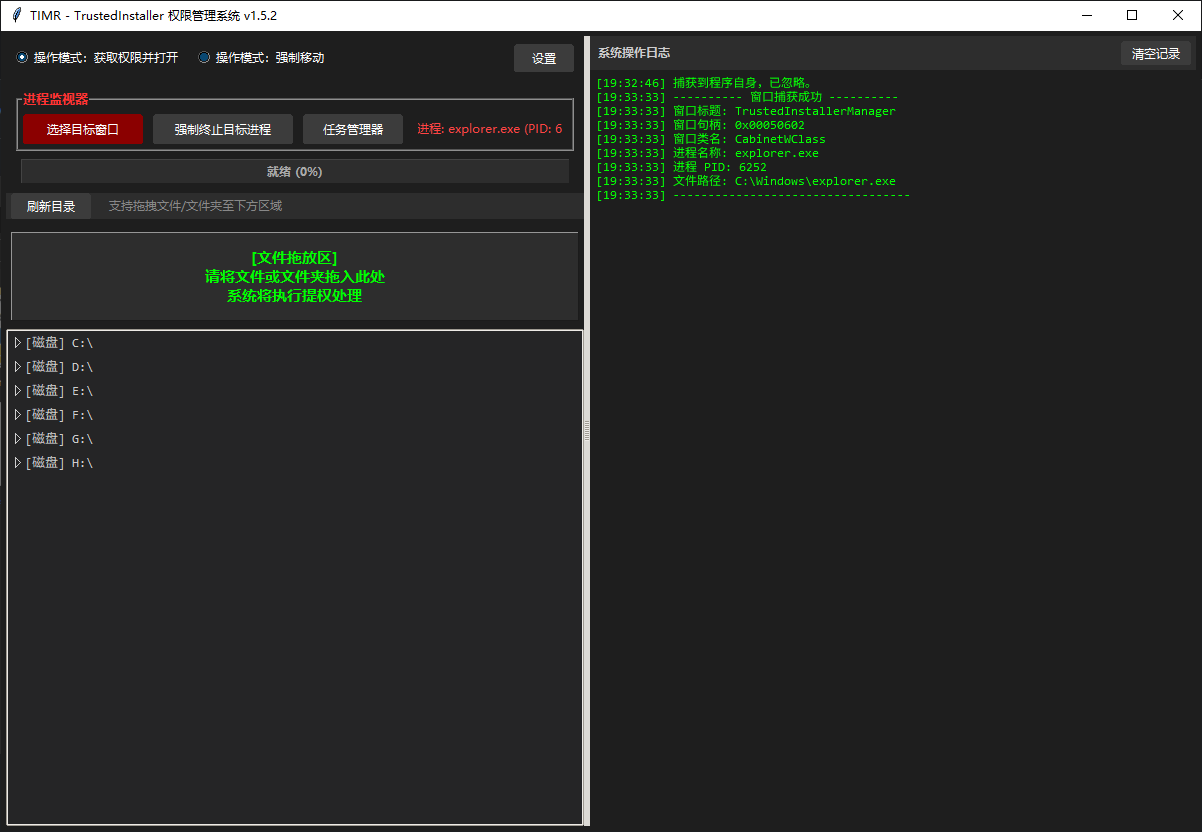 TIMR - TrustedInstaller 权限管理系统 v1.5.2
操作模式：获取权限并打开
操作模式：强制移动
设置
进程监视器
选择目标窗口
强制终止目标进程
任务管理器
进程: explorer.exe (PID: 6
就绪 (0%)
刷新目录
支持拖拽文件/文件夹至下方区域
[文件拖放区]
请将文件或文件夹拖入此处
系统将执行提权处理
[磁盘] C:\
[磁盘] D:\
[磁盘] E:\
[磁盘] F:\
[磁盘] G:\
[磁盘] H:\
系统操作日志
清空记录
[19:32:46] 捕获到程序自身，已忽略。
[19:33:33] ---------- 窗口捕获成功 ----------
[19:33:33] 窗口标题: TrustedInstallerManager
[19:33:33] 窗口句柄: 0x00050602
[19:33:33] 窗口类名: CabinetWClass
[19:33:33] 进程名称: explorer.exe
[19:33:33] 进程 PID: 6252
[19:33:33] 文件路径: C:\Windows\explorer.exe
[19:33:33] ----------------------------------